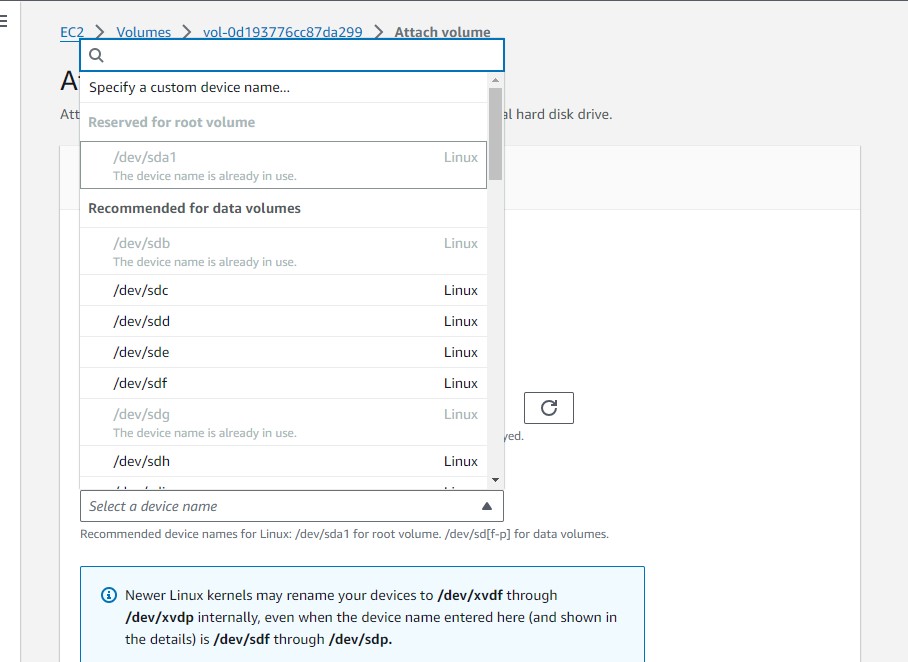 EC2 > Volumes > vol-0d193776cc87da299 > Attach volume
Specify a custom device name...
al hard disk drive.
Reserved for root volume
/dev/sda1 Linux
The device name is already in use.
Recommended for data volumes
/dev/sdb Linux
The device name is already in use.
/dev/sdc Linux
/dev/sdd Linux
/dev/sde Linux
/dev/sdf Linux
/dev/sdg Linux
The device name is already in use.
yed.
/dev/sdh Linux
Select a device name
Recommended device names for Linux: /dev/sda1 for root volume. /dev/sd[f-p] for data volumes.
Newer Linux kernels may rename your devices to /dev/xvdf through
/dev/xvdp internally, even when the device name entered here (and shown in
the details) is /dev/sdf through /dev/sdp.